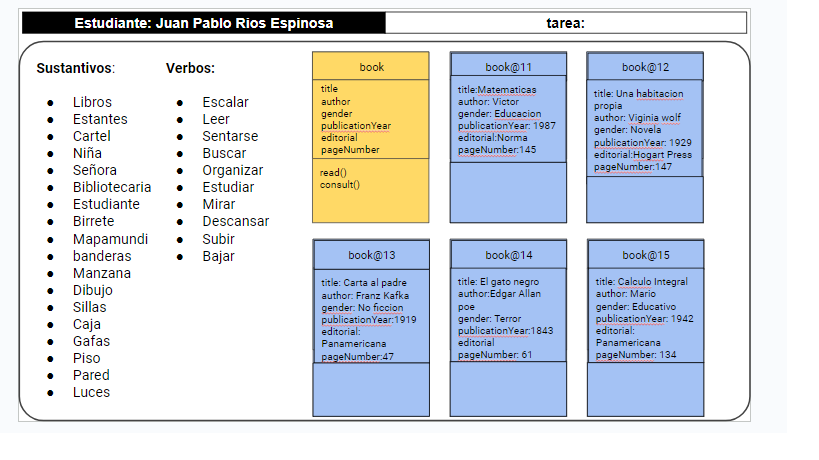 Estudiante: Juan Pablo Rios Espinosa
tarea:
Sustantivos:
● Libros
● Estantes
● Cartel
● Niña
● Señora
● Bibliotecaria
● Estudiante
● Birrete
● Mapamundi
● banderas
● Manzana
● Dibujo
● Sillas
● Caja
● Gafas
● Piso
● Pared
● Luces
Verbos:
● Escalar
● Leer
● Sentarse
● Buscar
● Organizar
● Estudiar
● Mirar
● Descansar
● Subir
● Bajar
book
title
author
gender
publicationYear
editorial
pageNumber
read()
consult()
book@11
title:Matematicas
author: Victor
gender: Educacion
publicationYear: 1987
editorial:Norma
pageNumber:145
book@12
title: Una habitacion
propia
author: Viginia wolf
gender: Novela
publicationYear: 1929
editorial:Hogart Press
pageNumber:147
book@13
title: Carta al padre
author: Franz Kafka
gender: No ficcion
publicationYear:1919
editorial:
Panamericana
pageNumber:47
book@14
title: El gato negro
author:Edgar Allan
poe
gender: Terror
publicationYear:1843
editorial
pageNumber: 61
book@15
title: Calculo Integral
author: Mario
gender: Educativo
publicationYear: 1942
editorial:
Panamericana
pageNumber: 134